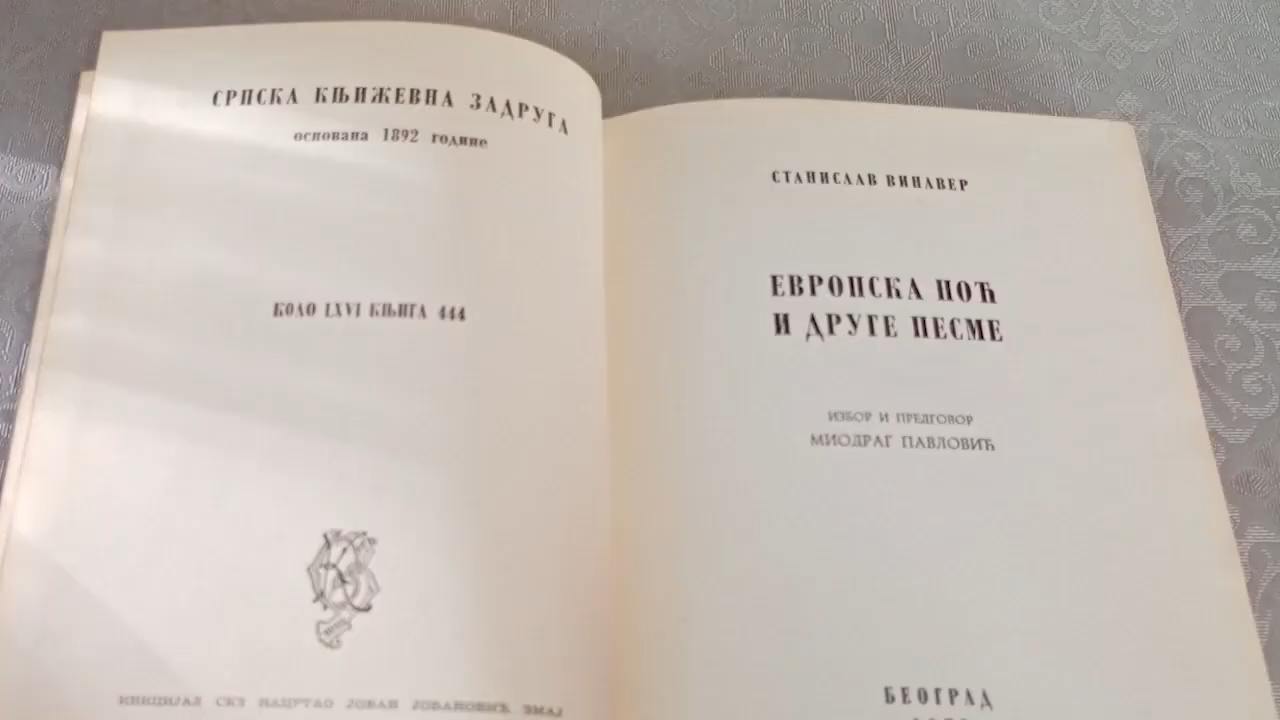 СРПСКА КЊИЖЕВНА ЗАДРУГА
основана 1892 године
КОЛО LXVI КЊИГА 444
ИНИЦИЈАЛ СКЗ НАЦРТАО ЈОВАН ЈОВАНОВИЋ ЗМАЈ
СТАНИСЛАВ ВИНАВЕР
ЕВРОПСКА НОЋ
И ДРУГЕ ПЕСМЕ
ИЗБОР И ПРЕДГОВОР
МИОДРАГ ПАВЛОВИЋ
БЕОГРАД